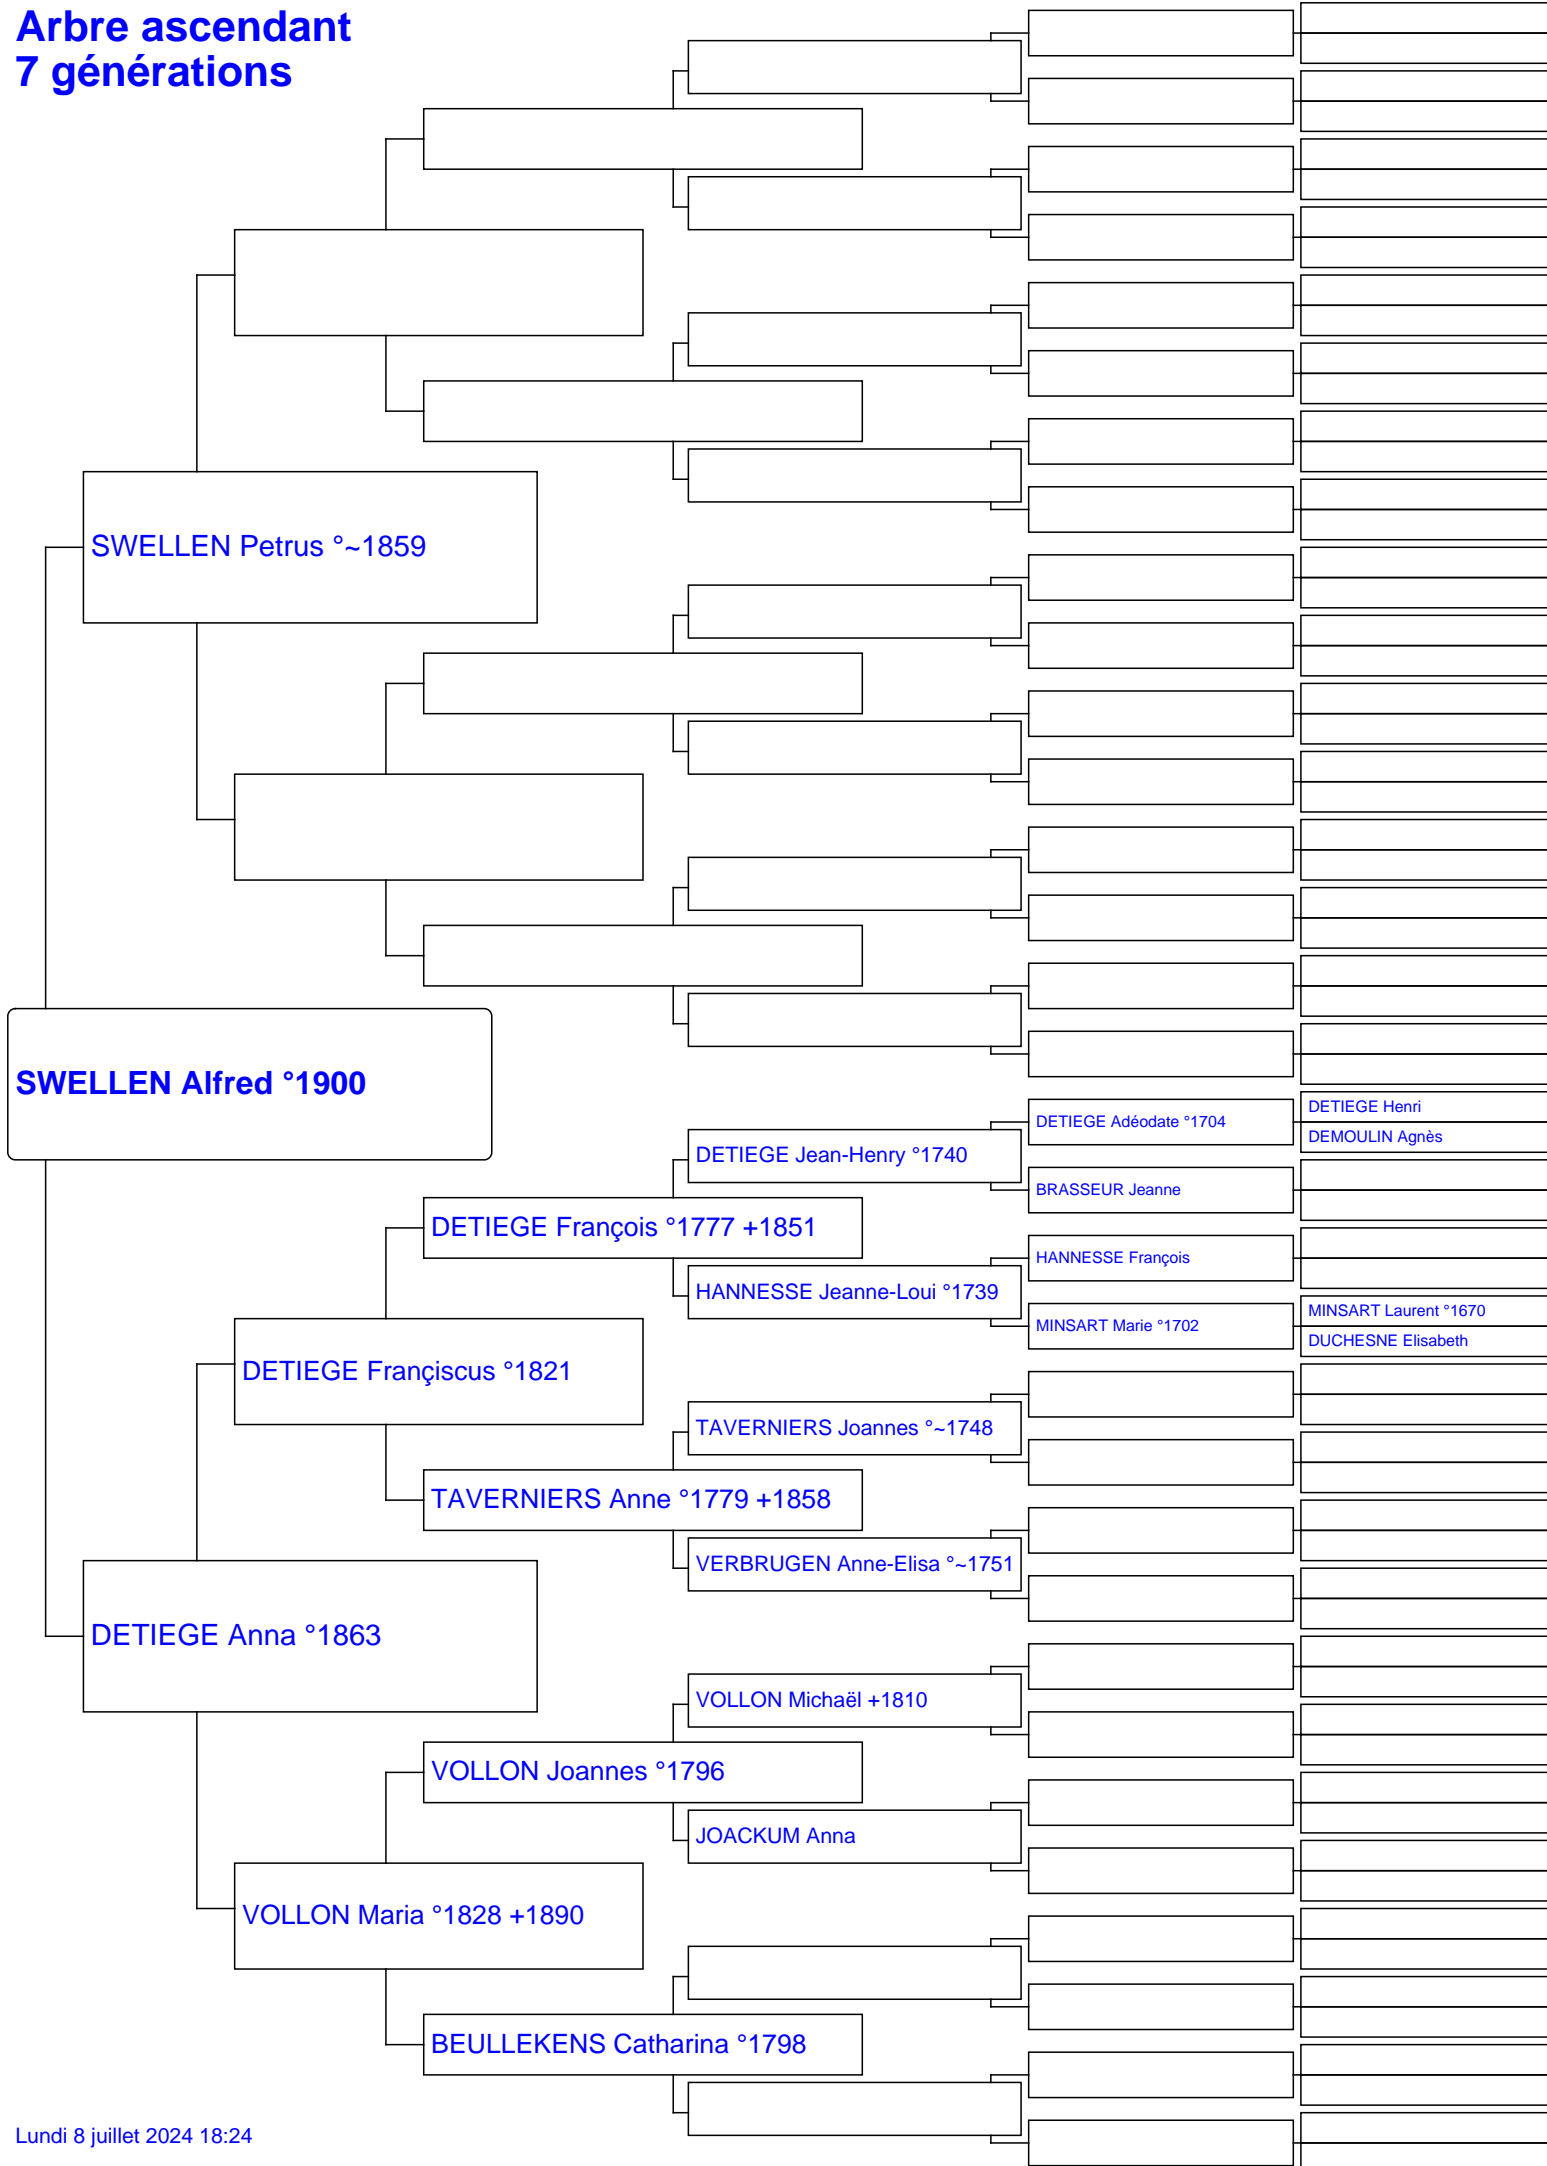 Arbre ascendant
7 générations
SWELLEN Petrus °~1859
SWELLEN Alfred °1900
DETIEGE Adéodate °1704
DETIEGE Henri
DEMOULIN Agnès
DETIEGE Jean-Henry °1740
BRASSEUR Jeanne
DETIEGE François °1777 +1851
HANNESSE François
HANNESSE Jeanne-Loui °1739
MINSART Marie °1702
MINSART Laurent °1670
DUCHESNE Elisabeth
DETIEGE Françiscus °1821
TAVERNIERS Joannes °~1748
TAVERNIERS Anne °1779 +1858
VERBRUGEN Anne-Elisa °~1751
DETIEGE Anna °1863
VOLLON Michaël +1810
VOLLON Joannes °1796
JOACKUM Anna
VOLLON Maria °1828 +1890
BEULLEKENS Catharina °1798
Lundi 8 juillet 2024 18:24